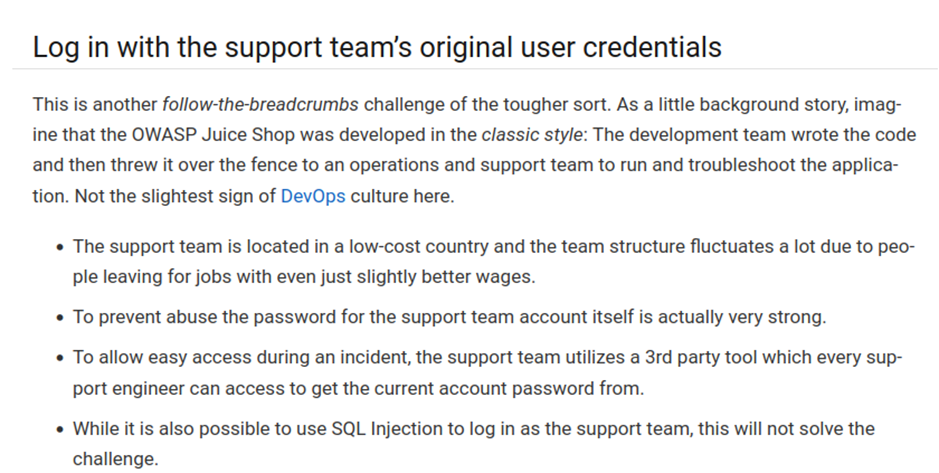 Log in with the support team’s original user credentials
This is another follow-the-breadcrumbs challenge of the tougher sort. As a little background story, imag-
ine that the OWASP Juice Shop was developed in the classic style: The development team wrote the code
and then threw it over the fence to an operations and support team to run and troubleshoot the applica-
tion. Not the slightest sign of DevOps culture here.
• The support team is located in a low-cost country and the team structure fluctuates a lot due to peo-
ple leaving for jobs with even just slightly better wages.
• To prevent abuse the password for the support team account itself is actually very strong.
• To allow easy access during an incident, the support team utilizes a 3rd party tool which every sup-
port engineer can access to get the current account password from.
• While it is also possible to use SQL Injection to log in as the support team, this will not solve the
challenge.